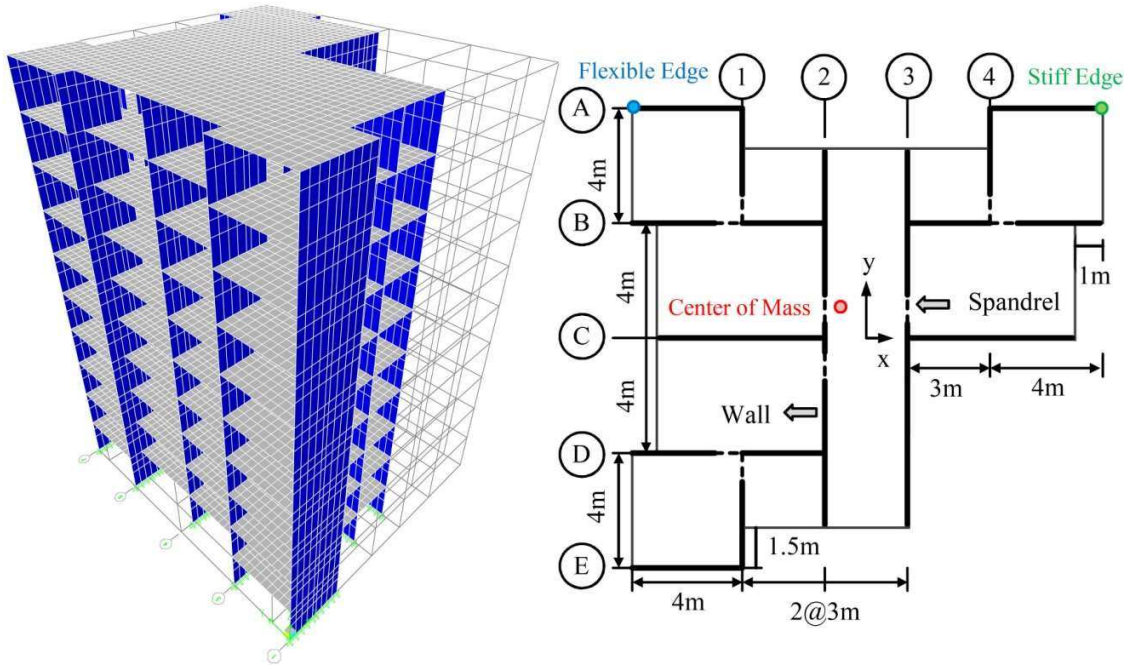 Flexible Edge
1
2
3
4
Stiff Edge
A
4m
B
1m
4m
Center of Mass
y
Spandrel
C
x
3m
4m
4m
Wall
D
4m
1.5m
E
4m
2@3m